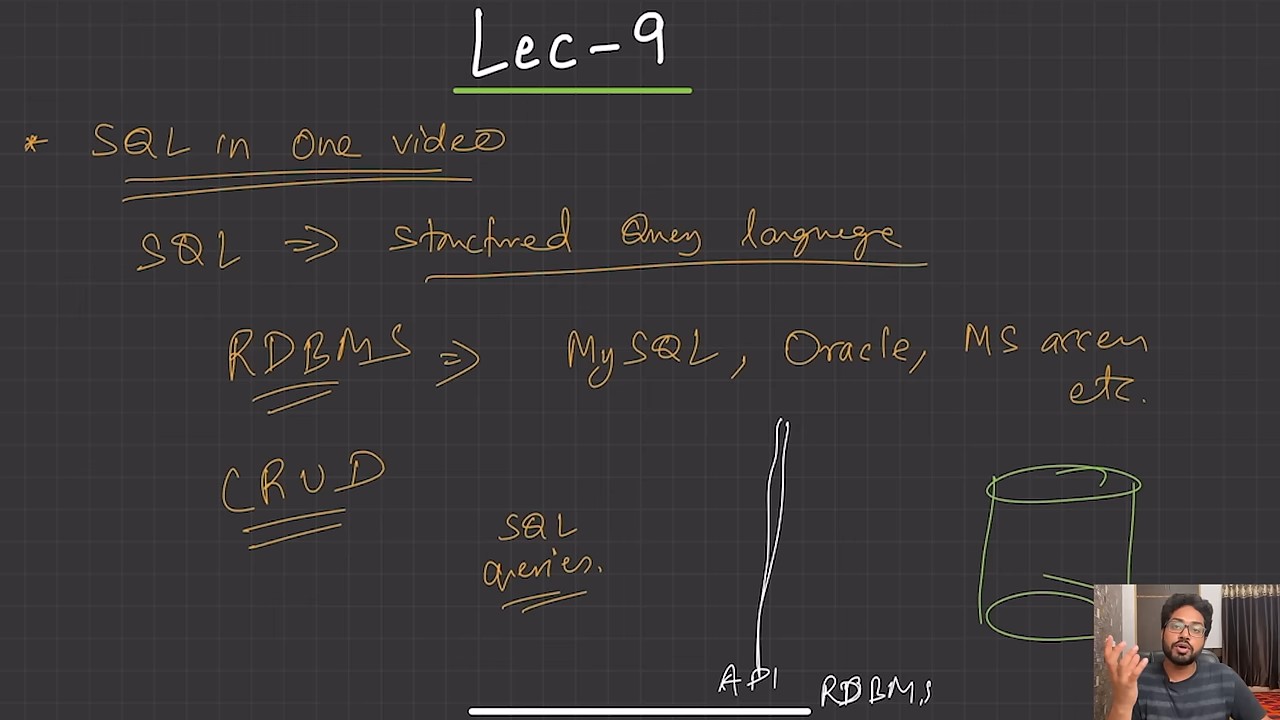 Lec-9
* SQL in one video
SQL => Structured Query language
RDBMS => MySQL, Oracle, MS access
etc.
CRUD
SQL
queries.
API
RDBMS